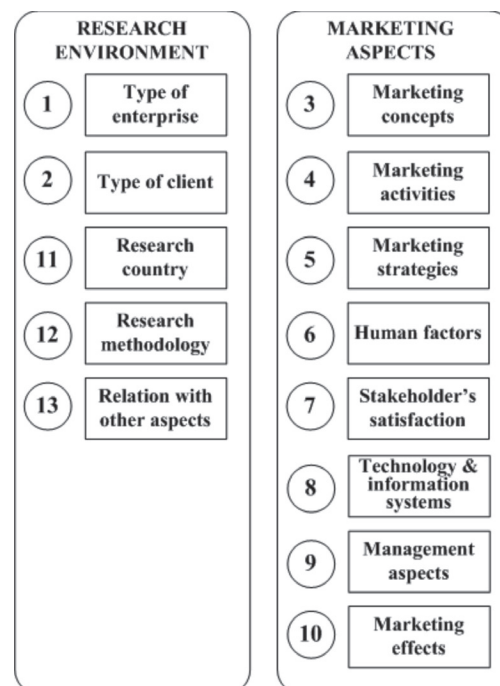 RESEARCH
ENVIRONMENT
1
Type of
enterprise
2
Type of client
11
Research
country
12
Research
methodology
13
Relation with
other aspects
MARKETING
ASPECTS
3
Marketing
concepts
4
Marketing
activities
5
Marketing
strategies
6
Human factors
7
Stakeholder's
satisfaction
8
Technology &
information
systems
9
Management
aspects
10
Marketing
effects